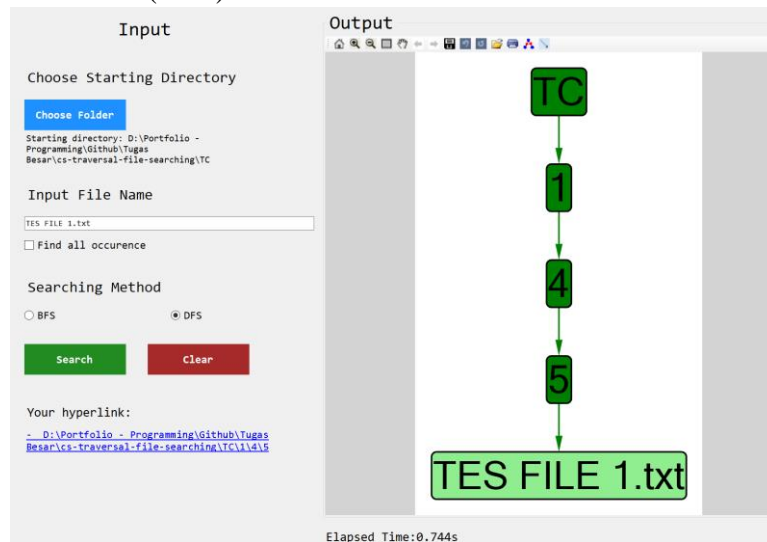 Input
Choose Starting Directory
Choose Folder
Starting directory: D:\Portfolio -
Programming\Github\Tugas
Besar\cs-traversal-file-searching\TC
Input File Name
TES FILE 1.txt
Find all occurence
Searching Method
BFS
DFS
Search
Clear
Your hyperlink:
- D:\Portfolio - Programming\Github\Tugas
Besar\cs-traversal-file-searching\TC\1\4\5
Output
TC
1
4
5
TES FILE 1.txt
Elapsed Time:0.744s